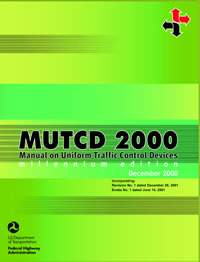 MUTCD 2000
Manual on Uniform Traffic Control Devices
millennium edition
December 2000
Incorporating:
Revision No. 1 dated December 28, 2001
Errata No. 1 dated June 14, 2001
U.S. Department
of Transportation
Federal Highway
Administration